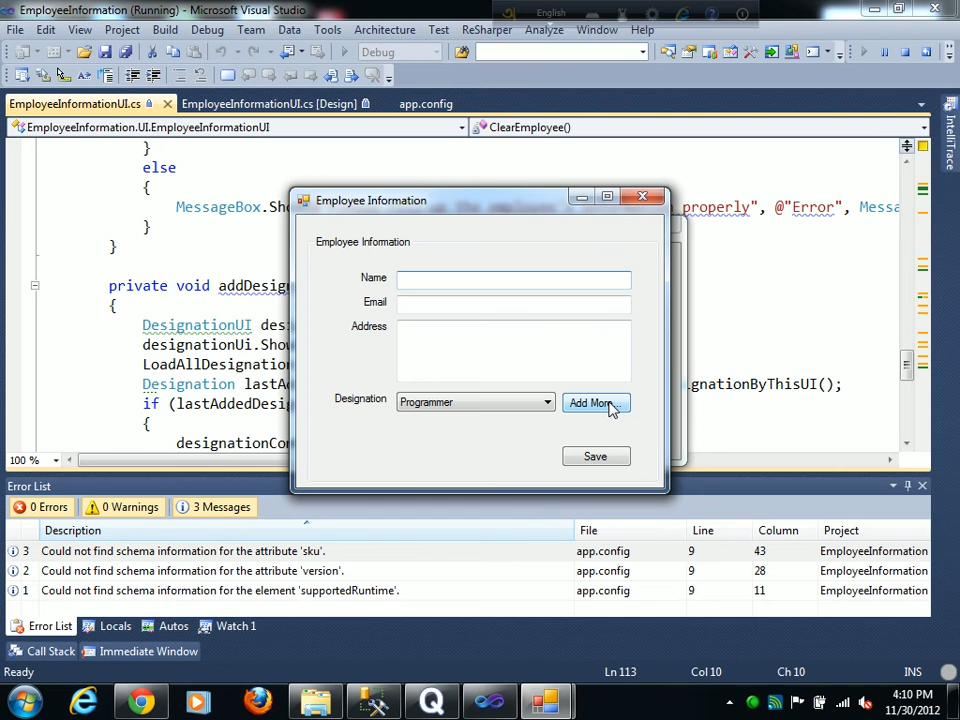 EmployeeInformation (Running) - Microsoft Visual Studio
English
File Edit View Project Build Debug Team Data Tools Architecture Test ReSharper Analyze Window Help
Debug
EmployeeInformationUI.cs EmployeeInformationUI.cs [Design] app.config
IntelliTrace
EmployeeInformation.UI.EmployeeInformationUI ClearEmployee()
}
else
{
MessageBox.Sho properly", @"Error", Messa
}
}
private void addDesign
{
DesignationUI des
designationUi.Show
LoadAllDesignation
Designation lastA ignationByThisUI();
if (lastAddedDesig
{
designationCom
100 %
Employee Information
Employee Information
Name
Email
Address
Designation Programmer Add More...
Save
Error List
0 Errors 0 Warnings 3 Messages
Description File Line Column Project
3 Could not find schema information for the attribute 'sku'. app.config 9 43 EmployeeInformation
2 Could not find schema information for the attribute 'version'. app.config 9 28 EmployeeInformation
1 Could not find schema information for the element 'supportedRuntime'. app.config 9 11 EmployeeInformation
Error List Locals Autos Watch 1
Call Stack Immediate Window
Ready Ln 113 Col 10 Ch 10 INS
4:10 PM
11/30/2012